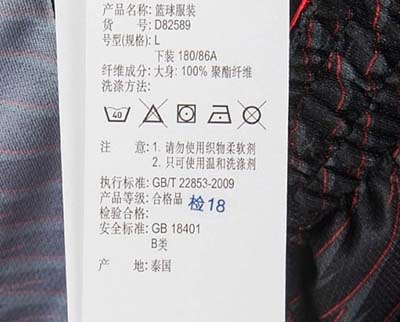 产品名称: 篮球服装
货 号: D82589
号型(规格): L
下装 180/86A
纤维成分: 大身: 100% 聚酯纤维
洗涤方法:
40
注 意: 1. 请勿使用织物柔软剂
2. 只可使用温和洗涤剂
执行标准: GB/T 22853-2009
产品等级: 合格品 检18
检验合格:
安全标准: GB 18401
B类
产 地: 泰国